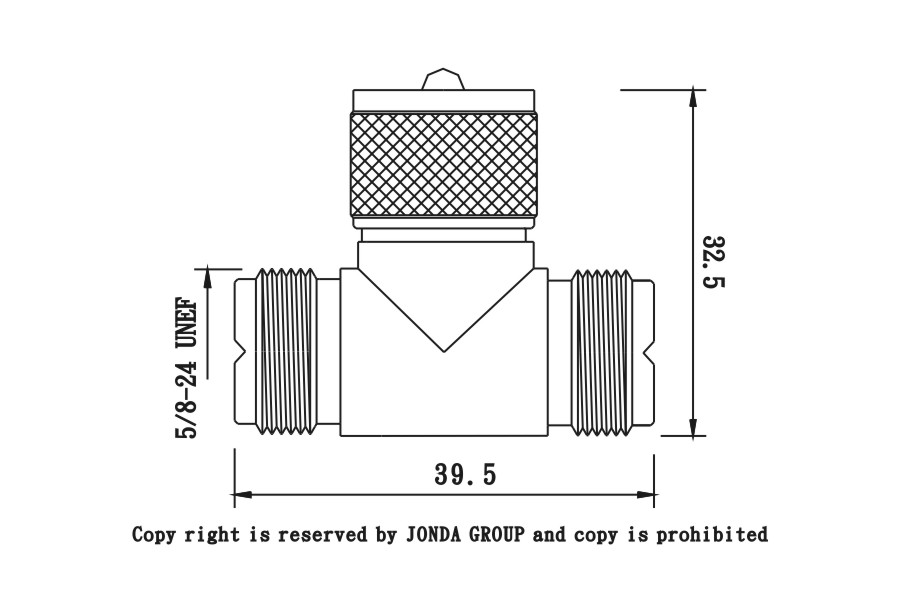 32.5
5/8-24 UNEF
39.5
Copy right is reserved by JONDA GROUP and copy is prohibited